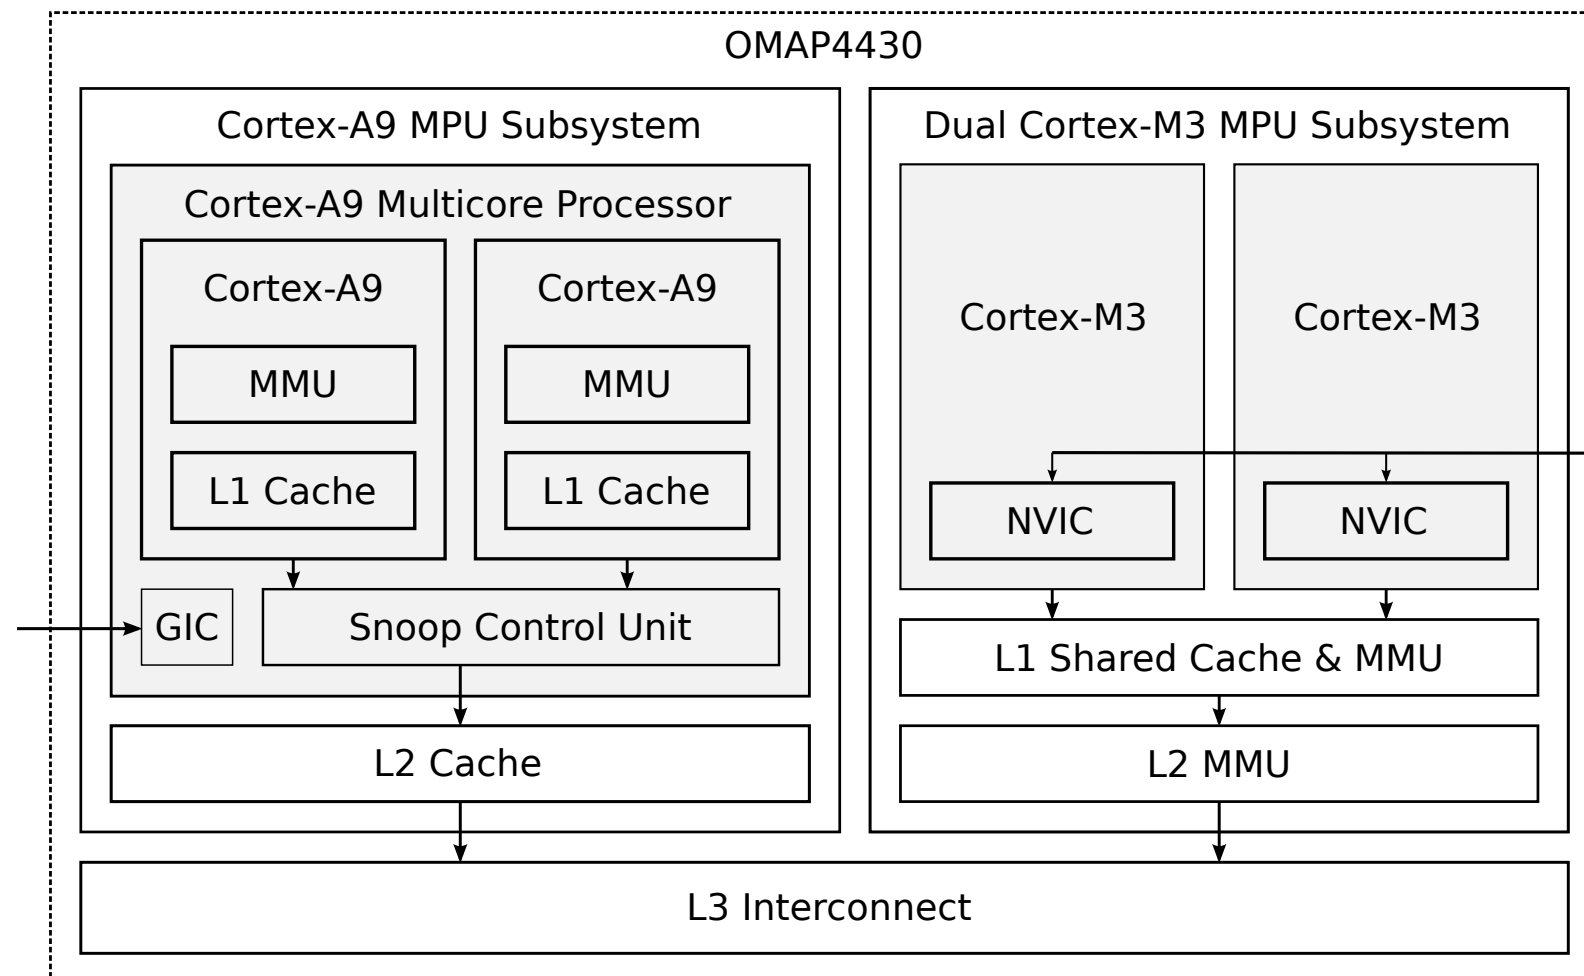 OMAP4430
Cortex-A9 MPU Subsystem
Cortex-A9 Multicore Processor
Cortex-A9
Cortex-A9
MMU
MMU
L1 Cache
L1 Cache
GIC
Snoop Control Unit
L2 Cache
Dual Cortex-M3 MPU Subsystem
Cortex-M3
Cortex-M3
NVIC
NVIC
L1 Shared Cache & MMU
L2 MMU
L3 Interconnect